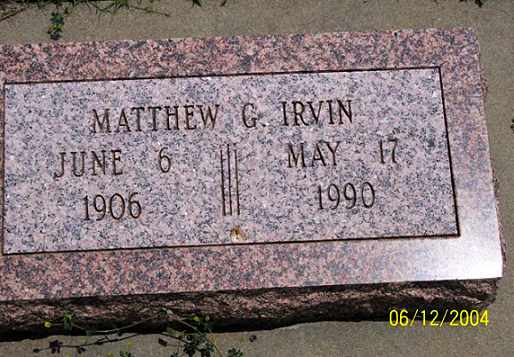 MATTHEW G. IRVIN
JUNE 6 MAY 17
1906 1990
06/12/2004